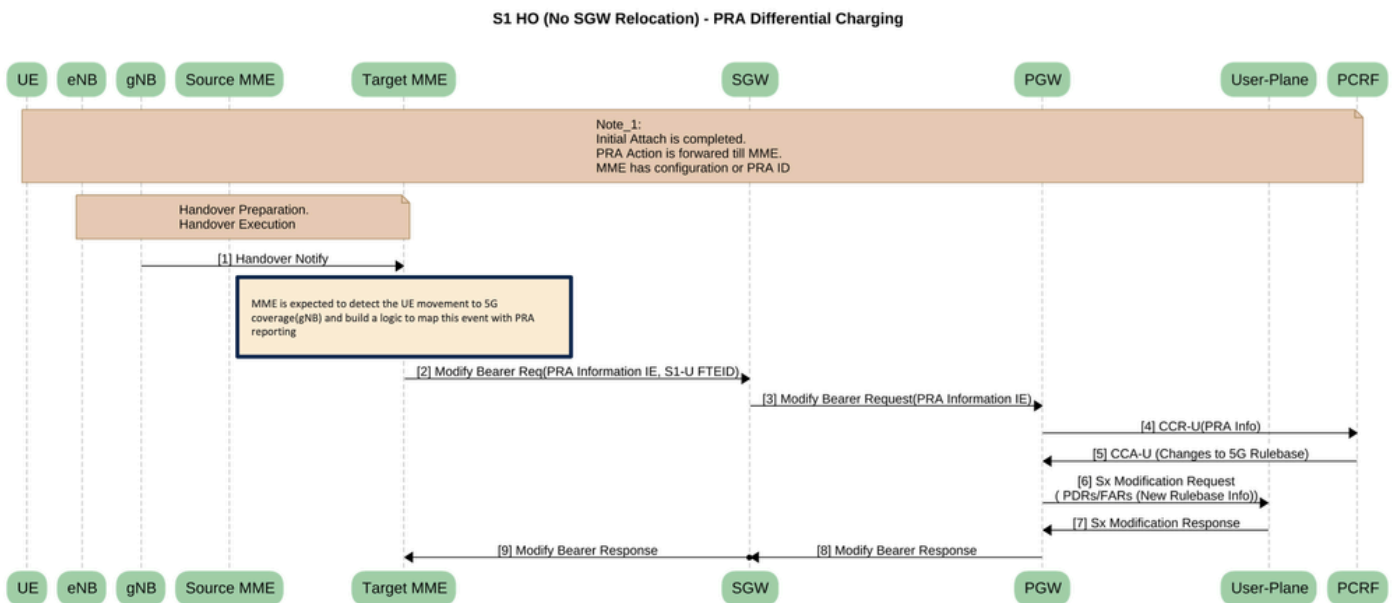 S1 HO (No SGW Relocation) - PRA Differential Charging
UE eNB gNB Source MME Target MME SGW PGW User-Plane PCRF
Note_1:
Initial Attach is completed.
PRA Action is forwared till MME.
MME has configuration or PRA ID
Handover Preparation.
Handover Execution
[1] Handover Notify
MME is expected to detect the UE movement to 5G
coverage(gNB) and build a logic to map this event with PRA
reporting
[2] Modify Bearer Req(PRA Information IE, S1-U FTEID)
[3] Modify Bearer Request(PRA Information IE)
[4] CCR-U(PRA Info)
[5] CCA-U (Changes to 5G Rulebase)
[6] Sx Modification Request
( PDRs/FARs (New Rulebase Info))
[7] Sx Modification Response
[9] Modify Bearer Response [8] Modify Bearer Response
UE eNB gNB Source MME Target MME SGW PGW User-Plane PCRF